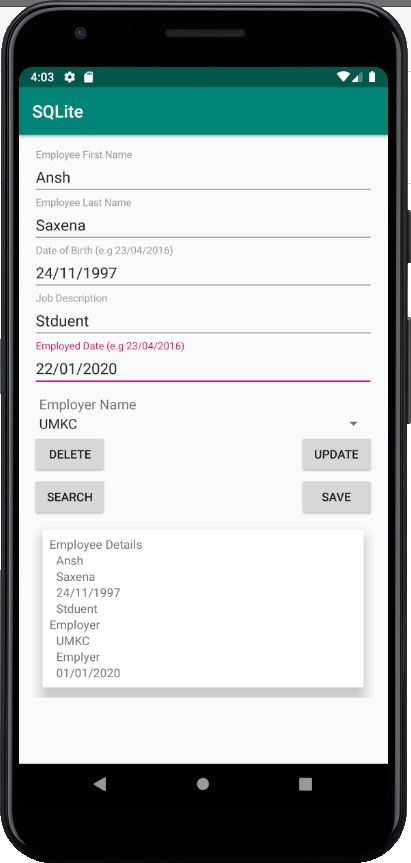 4:03
SQLite
Employee First Name
Ansh
Employee Last Name
Saxena
Date of Birth (e.g 23/04/2016)
24/11/1997
Job Description
Stduent
Employed Date (e.g 23/04/2016)
22/01/2020
Employer Name
UMKC
DELETE UPDATE
SEARCH SAVE
Employee Details
Ansh
Saxena
24/11/1997
Stduent
Employer
UMKC
Emplyer
01/01/2020